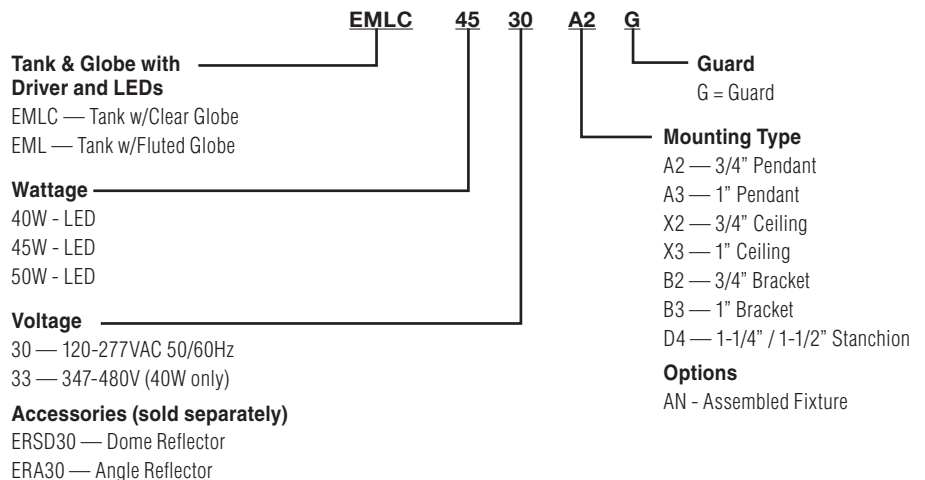 EMLC 45 30 A2 G
Tank & Globe with
Driver and LEDs
EMLC — Tank w/Clear Globe
EML — Tank w/Fluted Globe
Wattage
40W - LED
45W - LED
50W - LED
Voltage
30 — 120-277VAC 50/60Hz
33 — 347-480V (40W only)
Accessories (sold separately)
ERSD30 — Dome Reflector
ERA30 — Angle Reflector
Guard
G = Guard
Mounting Type
A2 — 3/4” Pendant
A3 — 1” Pendant
X2 — 3/4” Ceiling
X3 — 1” Ceiling
B2 — 3/4” Bracket
B3 — 1” Bracket
D4 — 1-1/4” / 1-1/2” Stanchion
Options
AN - Assembled Fixture